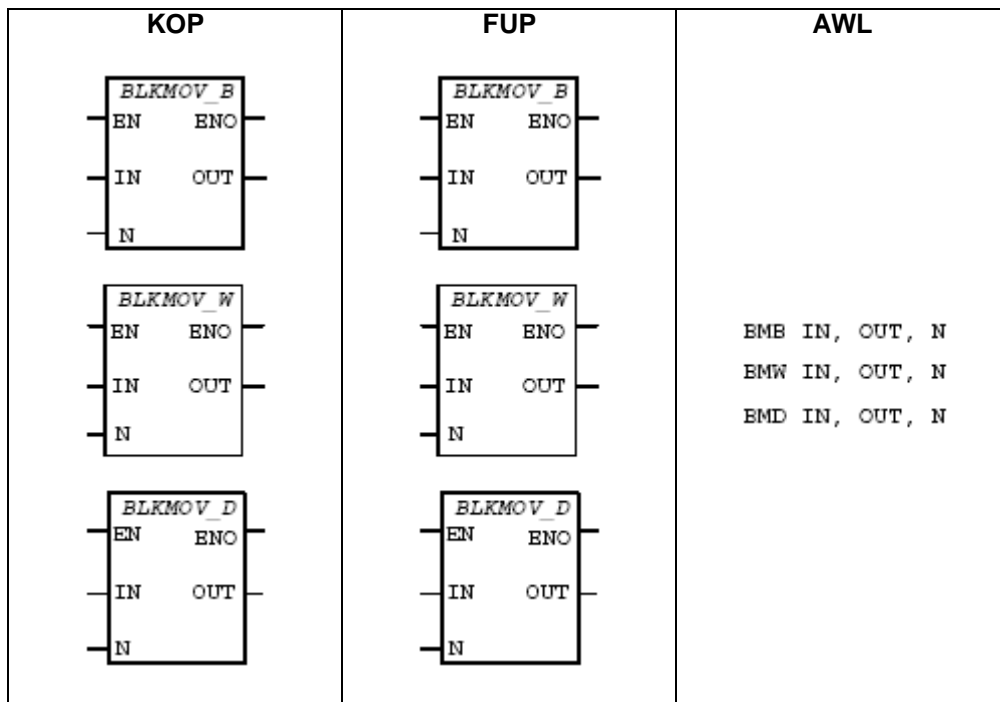 KOP
FUP
AWL
BLKMOV_B
EN ENO
IN OUT
N
BLKMOV_W
EN ENO
IN OUT
N
BLKMOV_D
EN ENO
IN OUT
N
BLKMOV_B
EN ENO
IN OUT
N
BLKMOV_W
EN ENO
IN OUT
N
BLKMOV_D
EN ENO
IN OUT
N
BMB IN, OUT, N
BMW IN, OUT, N
BMD IN, OUT, N